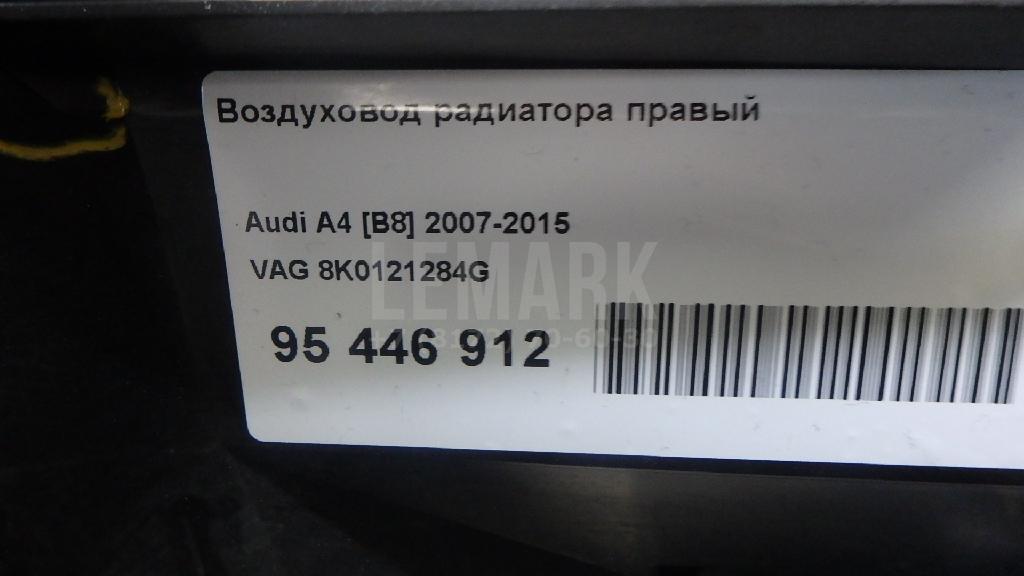 Воздуховод радиатора правый
Audi A4 [B8] 2007-2015
VAG 8K0121284G
LEMARK
95 446 912